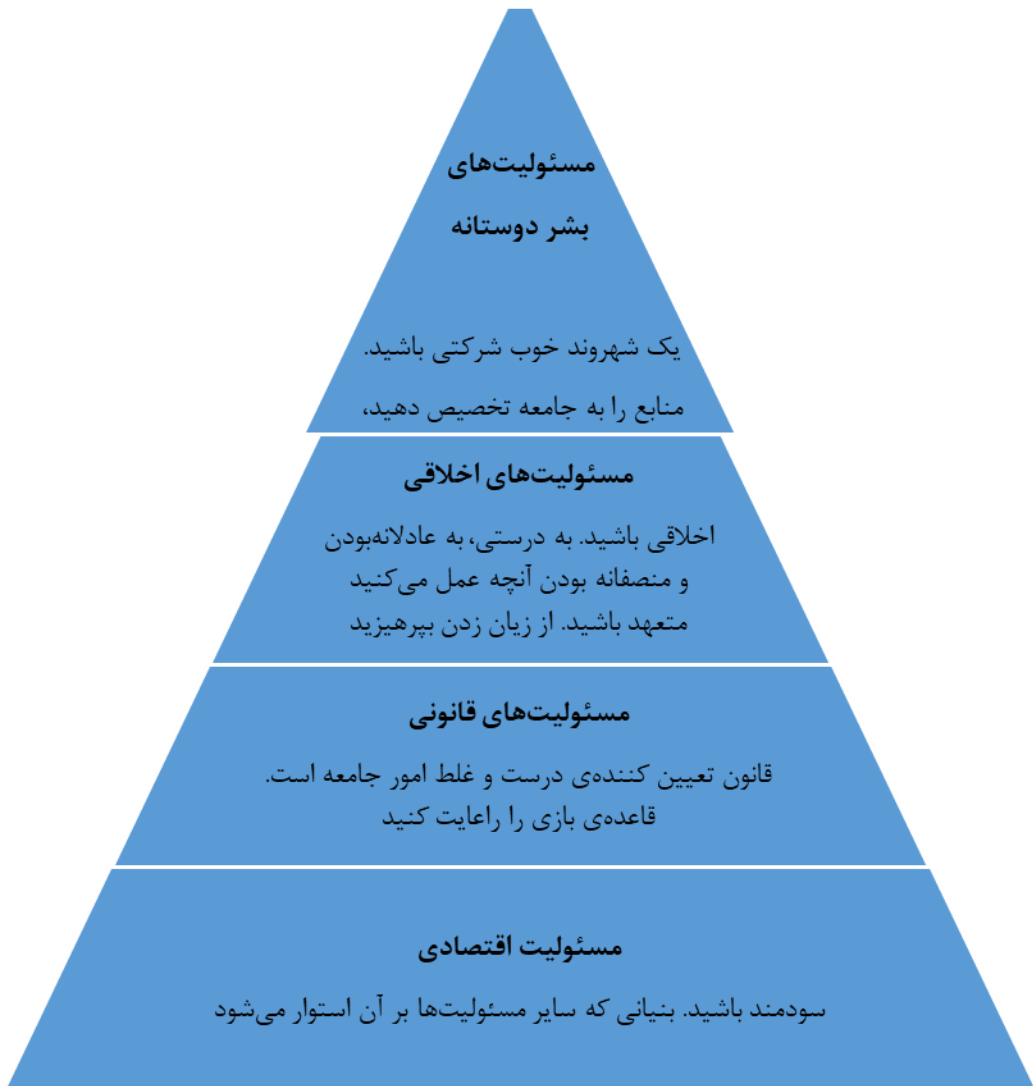 مسئولیت‌های
بشر دوستانه
یک شهروند خوب شرکتی باشید.
منابع را به جامعه تخصیص دهید،
مسئولیت‌های اخلاقی
اخلاقی باشید. به درستی، به عادلانه‌بودن
و منصفانه بودن آنچه عمل می‌کنید
متعهد باشید. از زیان زدن بپرهیزید
مسئولیت‌های قانونی
قانون تعیین کننده‌ی درست و غلط امور جامعه است.
قاعده‌ی بازی را راعایت کنید
مسئولیت اقتصادی
سودمند باشید. بنیانی که سایر مسئولیت‌ها بر آن استوار می‌شود